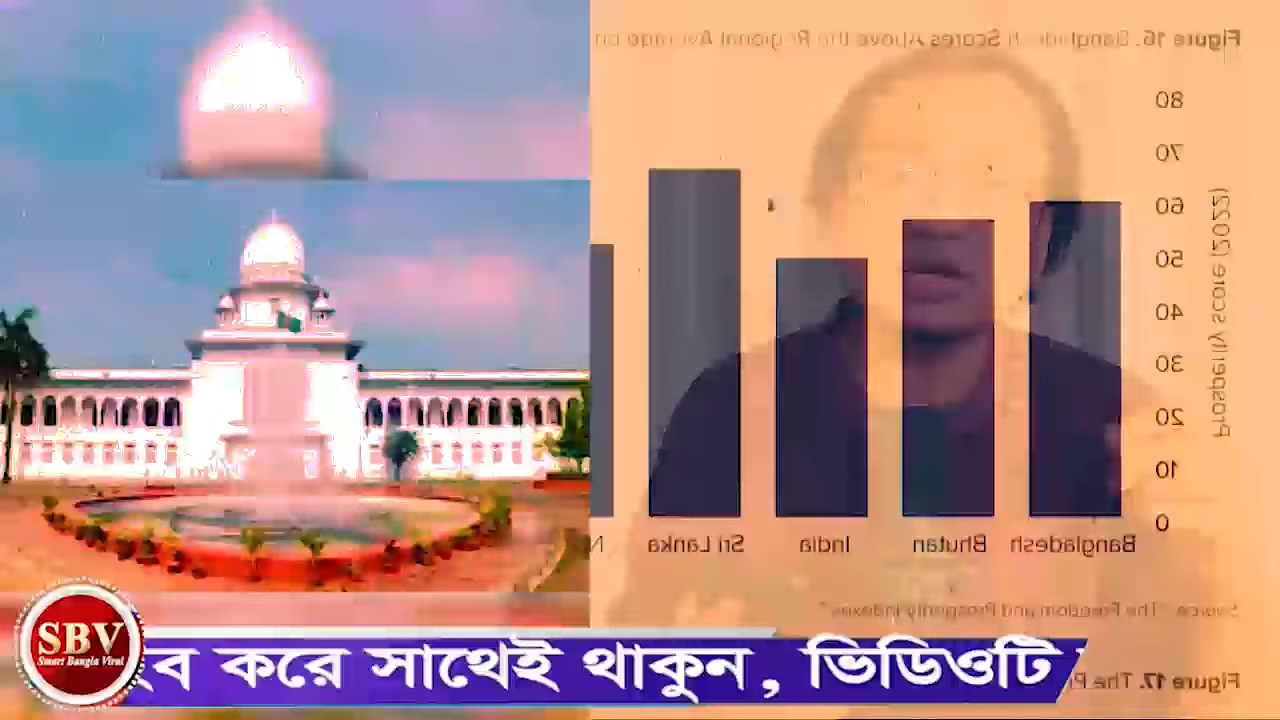 Figure 16. Bangladesh Scores Above the Regional Average on
80
70
60
50
40
30
20
10
0
Prosperity score (2022)
Bangladesh
Bhutan
India
Sri Lanka
N
Source: "The Freedom and Prosperity Indexes"
SBV
Smart Bangla Viral
ব করে সাথেই থাকুন, ভিডিওটি
Figure 17. The P